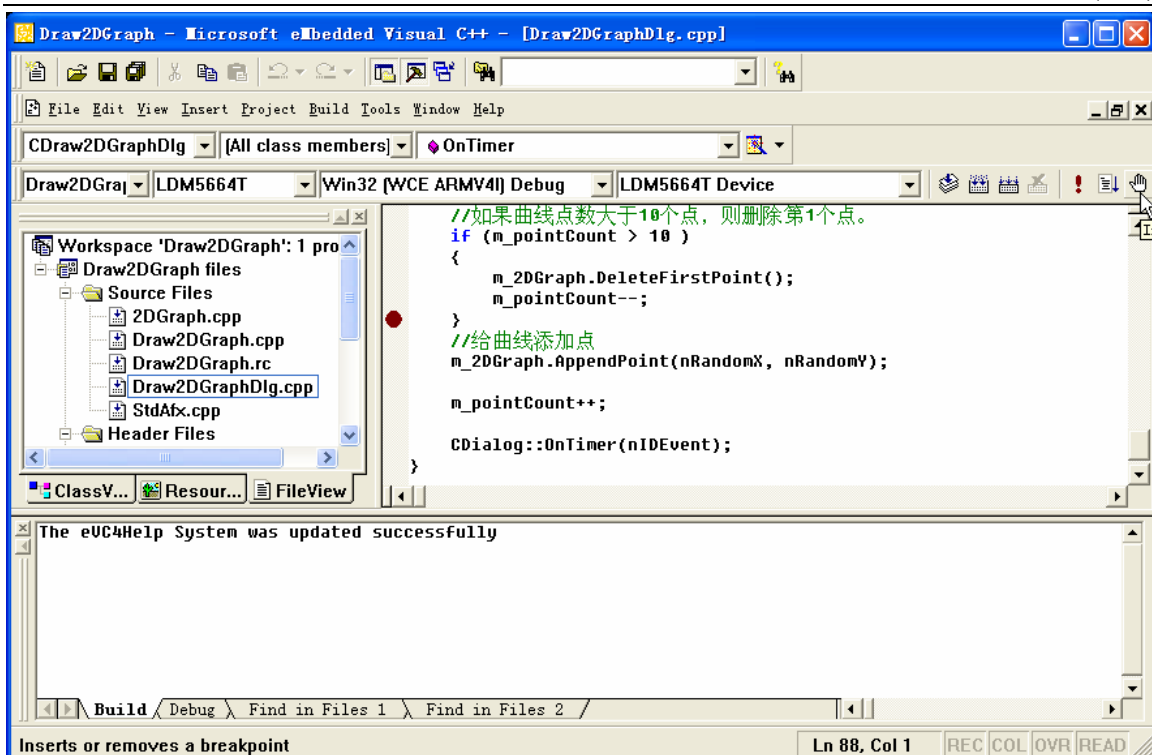 Draw2DGraph - Microsoft eMbedded Visual C++ - [Draw2DGraphDlg.cpp]
File Edit View Insert Project Build Tools Window Help
CDraw2DGraphDlg (All class members) OnTimer
Draw2DGra LDM5664T Win32 (WCE ARMV4I) Debug LDM5664T Device
Workspace 'Draw2DGraph': 1 pro
Draw2DGraph files
Source Files
2DGraph.cpp
Draw2DGraph.cpp
Draw2DGraph.rc
Draw2DGraphDlg.cpp
StdAfx.cpp
Header Files
ClassV... Resour... FileView
//如果曲线点数大于10个点，则删除第1个点。
if (m_pointCount > 10 )
{
m_2DGraph.DeleteFirstPoint();
m_pointCount--;
}
//给曲线添加点
m_2DGraph.AppendPoint(nRandomX, nRandomY);
m_pointCount++;
CDialog::OnTimer(nIDEvent);
}
The eVC4Help System was updated successfully
Build Debug Find in Files 1 Find in Files 2
Inserts or removes a breakpoint Ln 88, Col 1 REC COL OVR READ